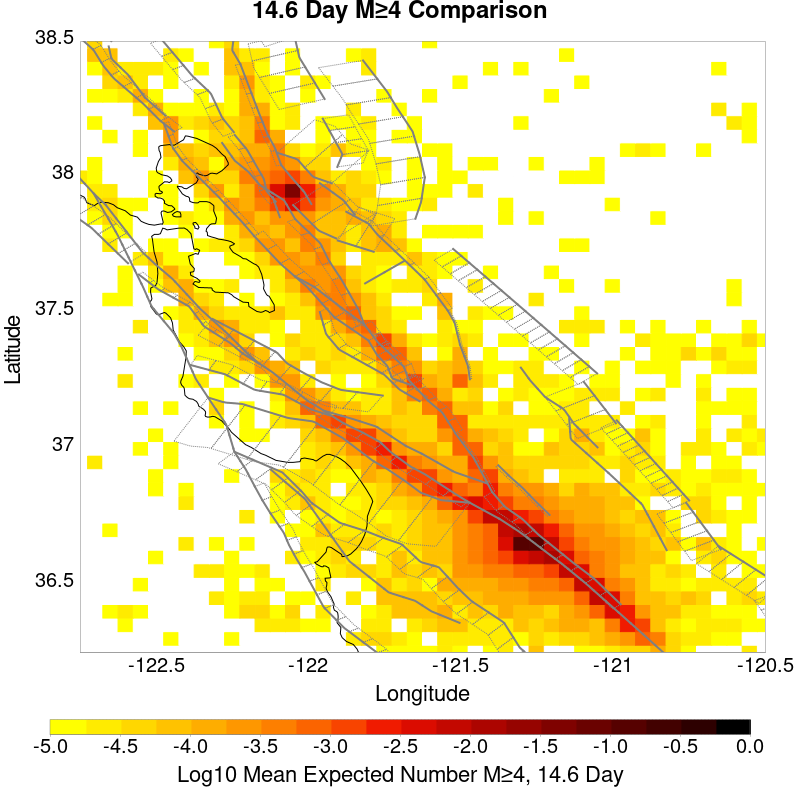 14.6 Day M≥4 Comparison
38.5
38
37.5
37
36.5
Latitude
-122.5 -122 -121.5 -121 -120.5
Longitude
-5.0 -4.5 -4.0 -3.5 -3.0 -2.5 -2.0 -1.5 -1.0 -0.5 0.0
Log10 Mean Expected Number M≥4, 14.6 Day